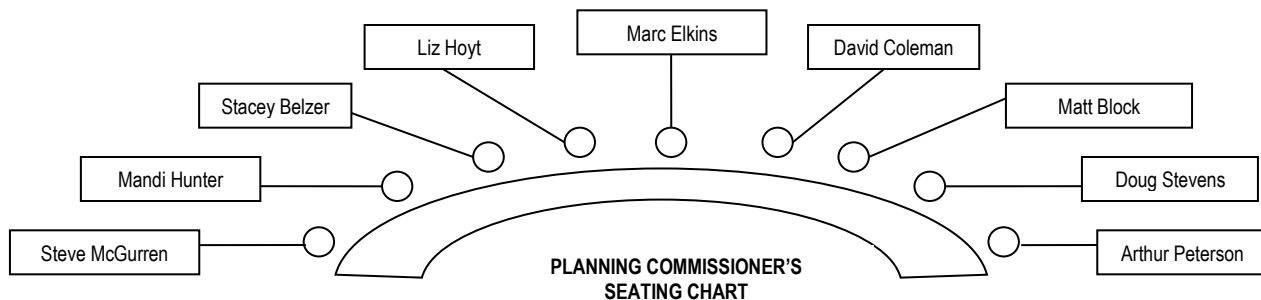 Marc Elkins
Liz Hoyt
David Coleman
Stacey Belzer
Matt Block
Mandi Hunter
Doug Stevens
Steve McGurren
Arthur Peterson
PLANNING COMMISSIONER'S
SEATING CHART